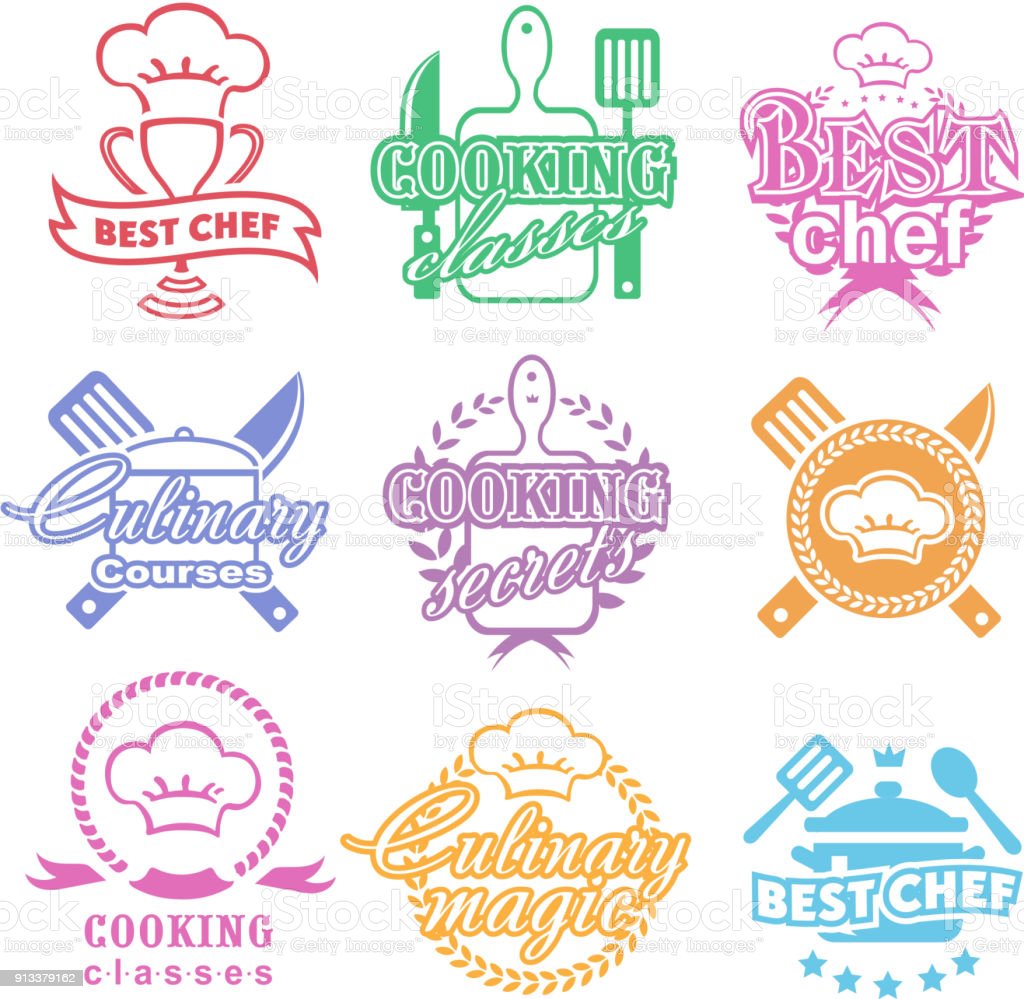 BEST CHEF
COOKING
classes
BEST
chef
Culinary
Courses
COOKING
secrets
COOKING
c·l·a·s·s·e·s
Culinary
magic
BEST CHEF
iStock
by Getty Images™
913379162